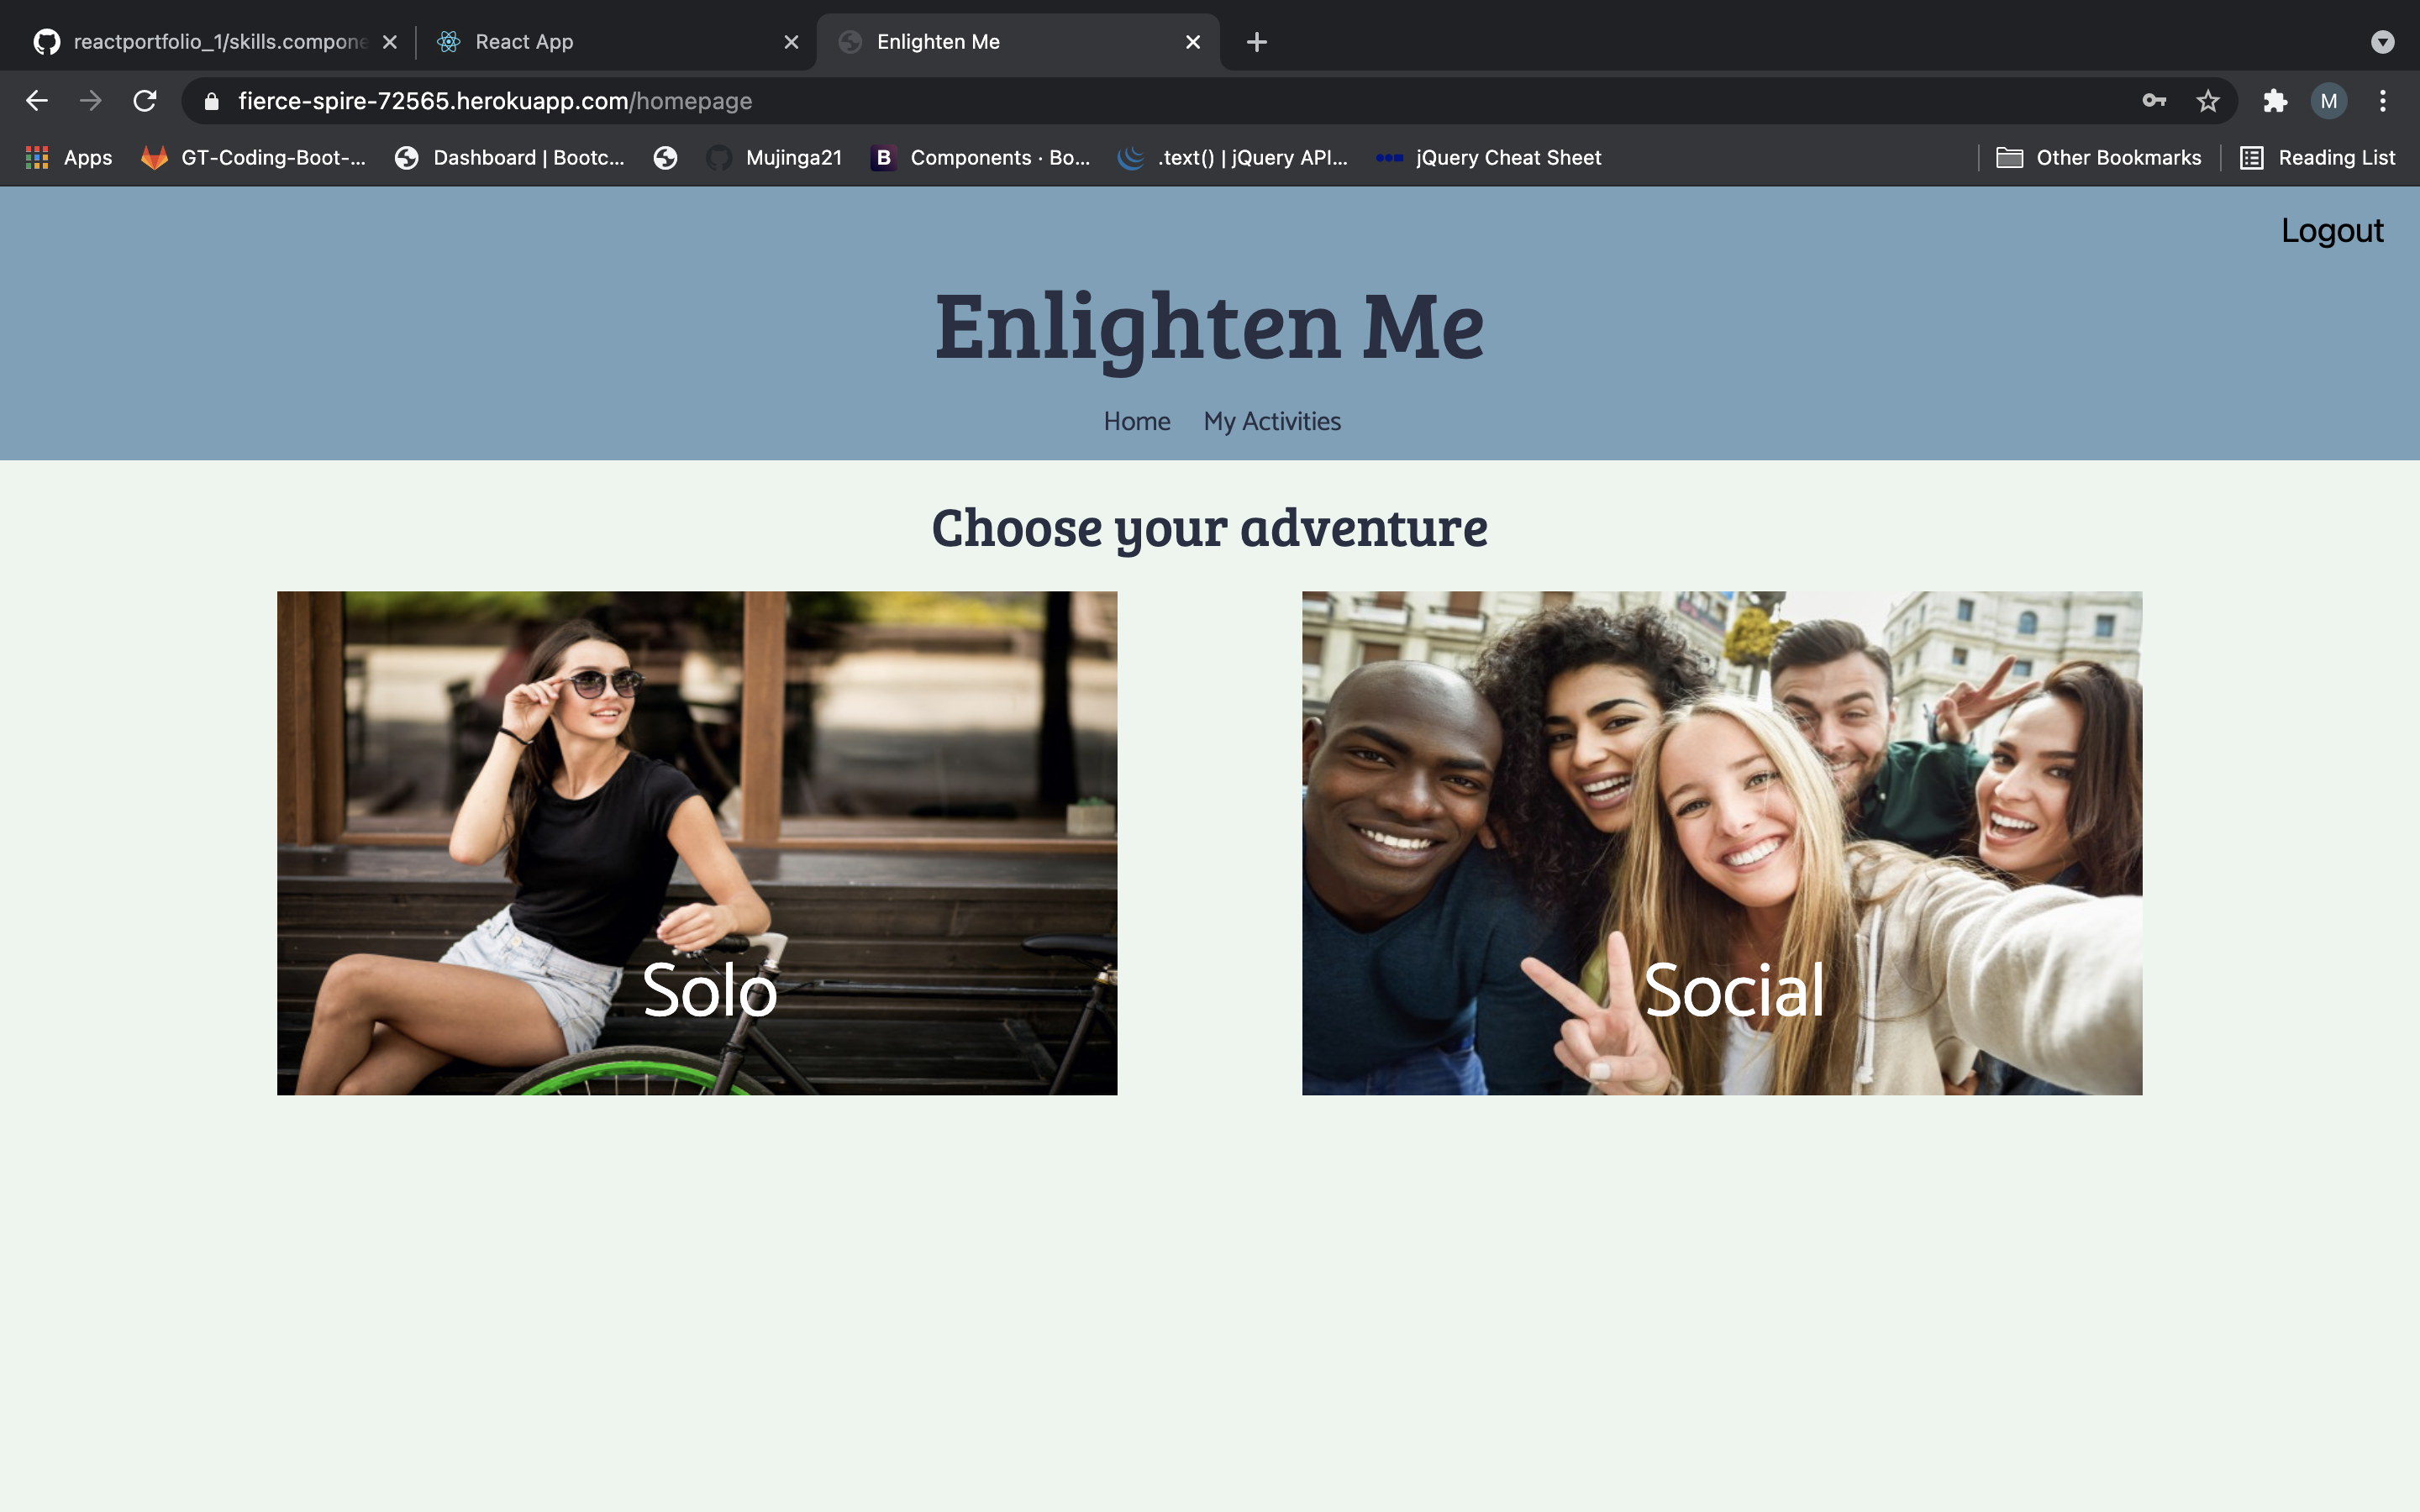 reactportfolio_1/skills.compone
React App
Enlighten Me
fierce-spire-72565.herokuapp.com/homepage
M
Apps
GT-Coding-Boot-...
Dashboard | Bootc...
Mujinga21
B
Components · Bo...
.text() | jQuery API...
jQuery Cheat Sheet
Other Bookmarks
Reading List
Logout
Enlighten Me
Home My Activities
Choose your adventure
Solo
Social